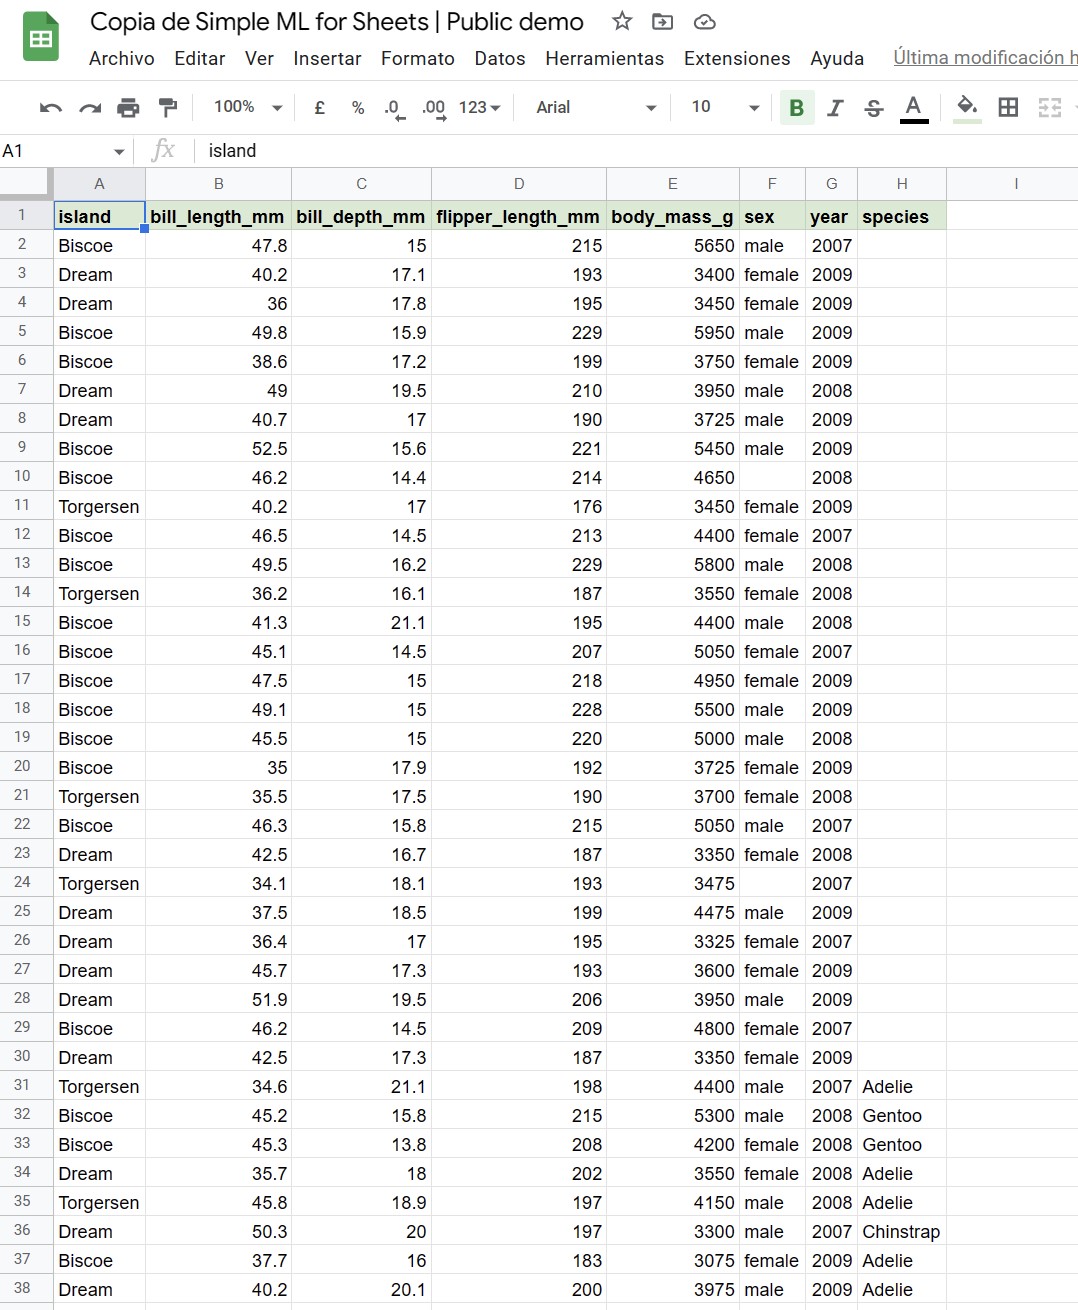 Copia de Simple ML for Sheets | Public demo
Archivo Editar Ver Insertar Formato Datos Herramientas Extensiones Ayuda Última modificación h
100% £ % .0 .00 123 Arial 10 B I S A
A1 fx island
A B C D E F G H I
1 island bill_length_mm bill_depth_mm flipper_length_mm body_mass_g sex year species
2 Biscoe 47.8 15 215 5650 male 2007
3 Dream 40.2 17.1 193 3400 female 2009
4 Dream 36 17.8 195 3450 female 2009
5 Biscoe 49.8 15.9 229 5950 male 2009
6 Biscoe 38.6 17.2 199 3750 female 2009
7 Dream 49 19.5 210 3950 male 2008
8 Dream 40.7 17 190 3725 male 2009
9 Biscoe 52.5 15.6 221 5450 male 2009
10 Biscoe 46.2 14.4 214 4650 2008
11 Torgersen 40.2 17 176 3450 female 2009
12 Biscoe 46.5 14.5 213 4400 female 2007
13 Biscoe 49.5 16.2 229 5800 male 2008
14 Torgersen 36.2 16.1 187 3550 female 2008
15 Biscoe 41.3 21.1 195 4400 male 2008
16 Biscoe 45.1 14.5 207 5050 female 2007
17 Biscoe 47.5 15 218 4950 female 2009
18 Biscoe 49.1 15 228 5500 male 2009
19 Biscoe 45.5 15 220 5000 male 2008
20 Biscoe 35 17.9 192 3725 female 2009
21 Torgersen 35.5 17.5 190 3700 female 2008
22 Biscoe 46.3 15.8 215 5050 male 2007
23 Dream 42.5 16.7 187 3350 female 2008
24 Torgersen 34.1 18.1 193 3475 2007
25 Dream 37.5 18.5 199 4475 male 2009
26 Dream 36.4 17 195 3325 female 2007
27 Dream 45.7 17.3 193 3600 female 2009
28 Dream 51.9 19.5 206 3950 male 2009
29 Biscoe 46.2 14.5 209 4800 female 2007
30 Dream 42.5 17.3 187 3350 female 2009
31 Torgersen 34.6 21.1 198 4400 male 2007 Adelie
32 Biscoe 45.2 15.8 215 5300 male 2008 Gentoo
33 Biscoe 45.3 13.8 208 4200 female 2008 Gentoo
34 Dream 35.7 18 202 3550 female 2008 Adelie
35 Torgersen 45.8 18.9 197 4150 male 2008 Adelie
36 Dream 50.3 20 197 3300 male 2007 Chinstrap
37 Biscoe 37.7 16 183 3075 female 2009 Adelie
38 Dream 40.2 20.1 200 3975 male 2009 Adelie